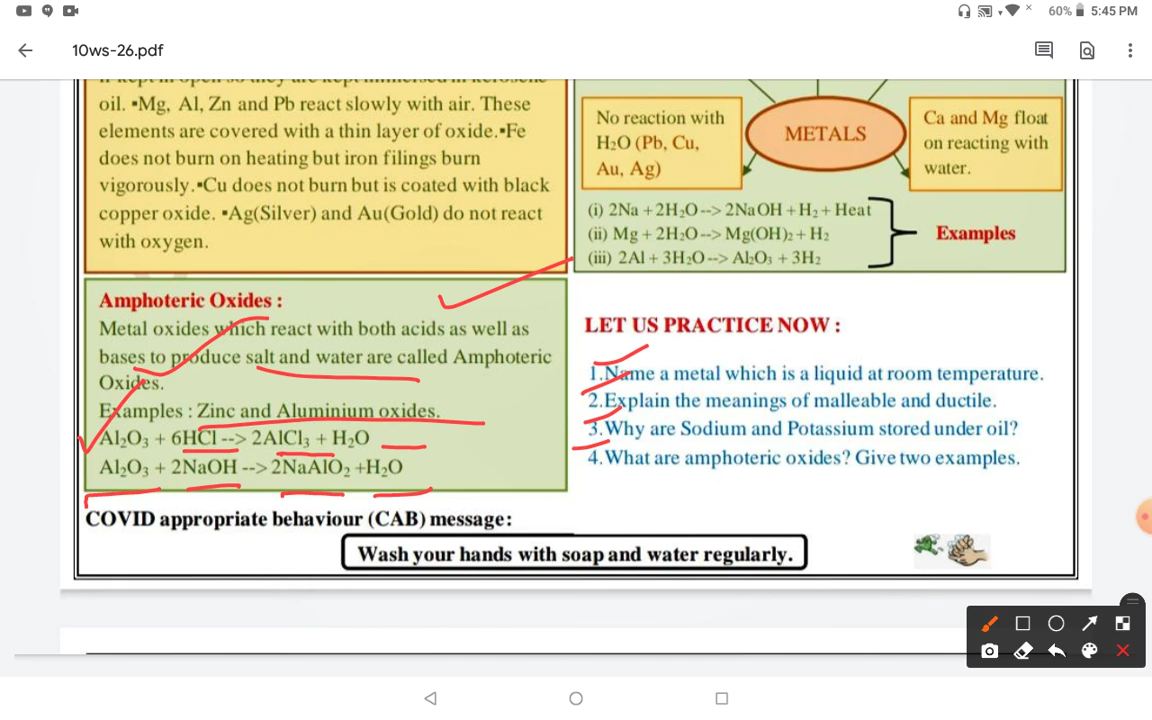 60% 5:45 PM
10ws-26.pdf
oil. ▪Mg, Al, Zn and Pb react slowly with air. These
elements are covered with a thin layer of oxide.▪Fe
does not burn on heating but iron filings burn
vigorously.▪Cu does not burn but is coated with black
copper oxide. ▪Ag(Silver) and Au(Gold) do not react
with oxygen.
No reaction with
H₂O (Pb, Cu,
Au, Ag)
METALS
Ca and Mg float
on reacting with
water.
(i) 2Na + 2H₂O --> 2NaOH + H₂ + Heat
(ii) Mg + 2H₂O --> Mg(OH)₂ + H₂
(iii) 2Al + 3H₂O --> Al₂O₃ + 3H₂
Examples
Amphoteric Oxides :
Metal oxides which react with both acids as well as
bases to produce salt and water are called Amphoteric
Oxides.
Examples : Zinc and Aluminium oxides.
Al₂O₃ + 6HCl --> 2AlCl₃ + H₂O
Al₂O₃ + 2NaOH --> 2NaAlO₂ +H₂O
LET US PRACTICE NOW :
1.Name a metal which is a liquid at room temperature.
2.Explain the meanings of malleable and ductile.
3.Why are Sodium and Potassium stored under oil?
4.What are amphoteric oxides? Give two examples.
COVID appropriate behaviour (CAB) message:
Wash your hands with soap and water regularly.